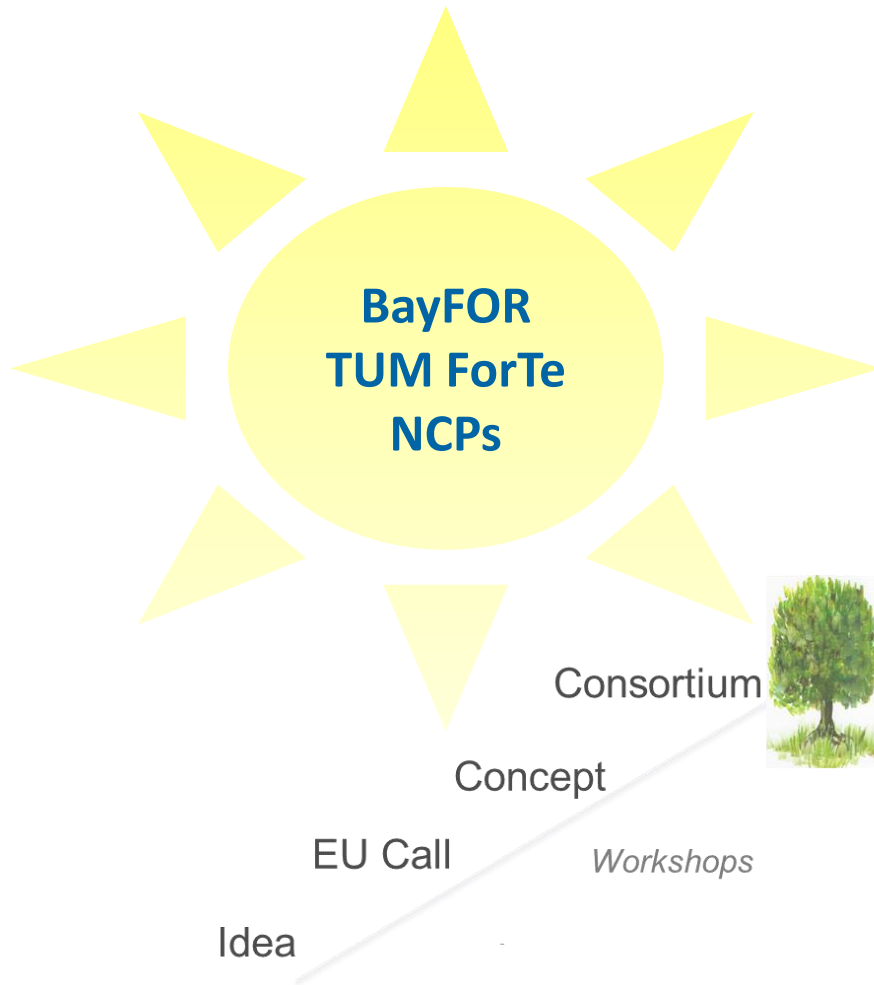 BayFOR
TUM ForTe
NCPs
Consortium
Concept
EU Call
Workshops
Idea